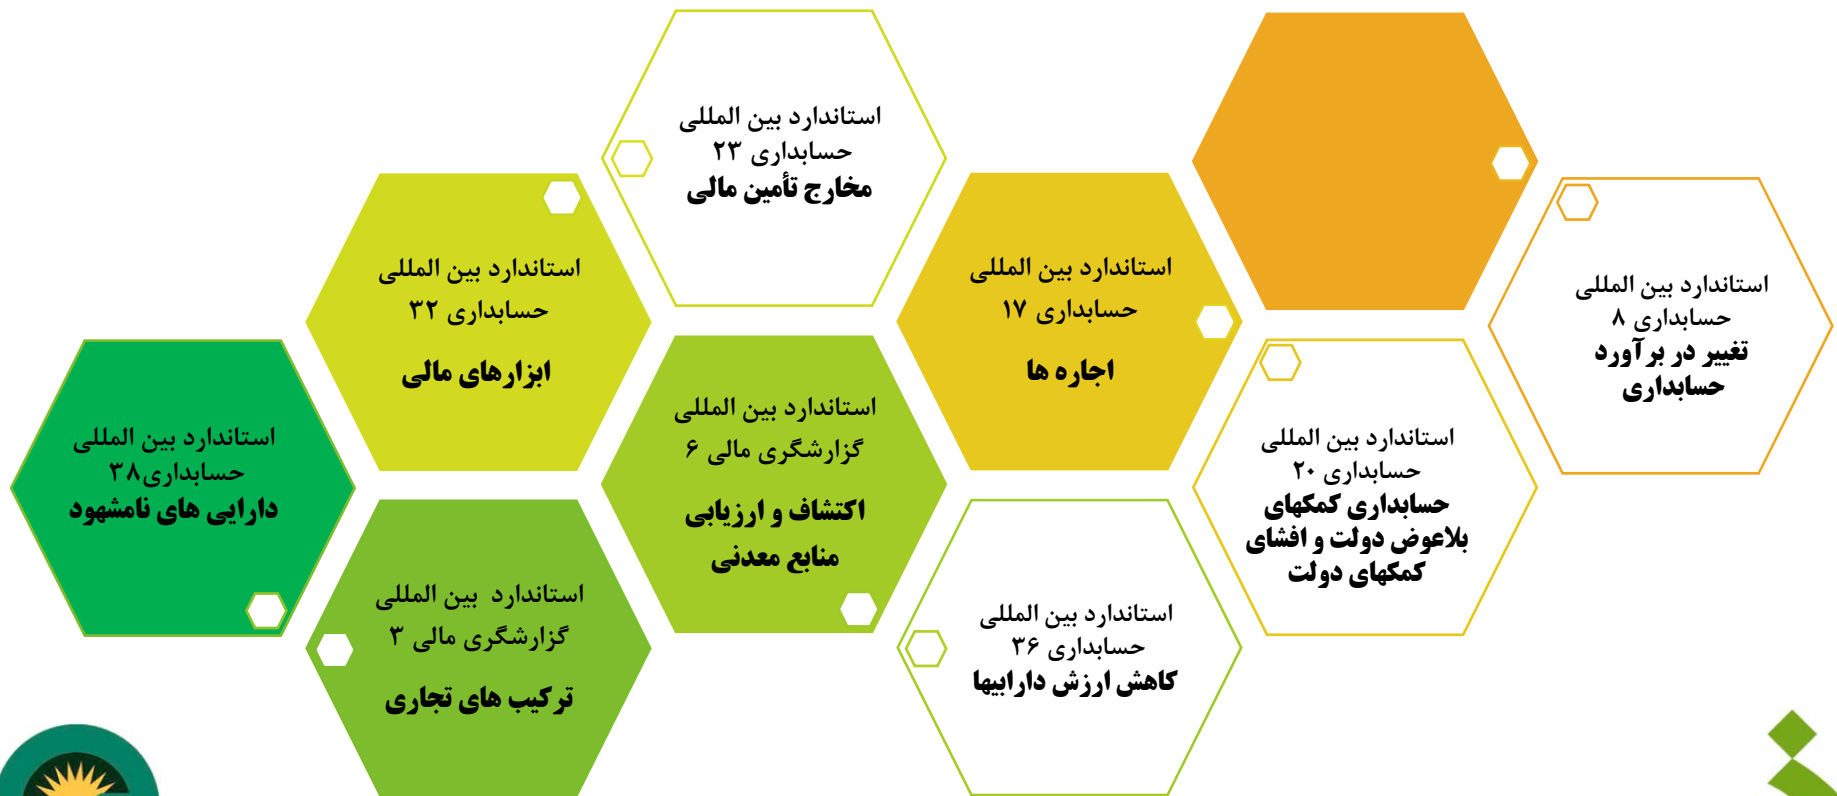 استاندارد بین المللی
حسابداری ۸
تغییر در برآورد
حسابداری
استاندارد بین المللی
حسابداری ۲۰
حسابداری کمکهای
بلاعوض دولت و افشای
کمکهای دولت
استاندارد بین المللی
حسابداری ۱۷
اجاره ها
استاندارد بین المللی
حسابداری ۳۶
کاهش ارزش داراییها
استاندارد بین المللی
حسابداری ۲۳
مخارج تأمین مالی
استاندارد بین المللی
گزارشگری مالی ۶
اکتشاف و ارزیابی
منابع معدنی
استاندارد بین المللی
حسابداری ۳۲
ابزارهای مالی
استاندارد بین المللی
گزارشگری مالی ۳
ترکیب های تجاری
استاندارد بین المللی
حسابداری۳۸
دارایی های نامشهود